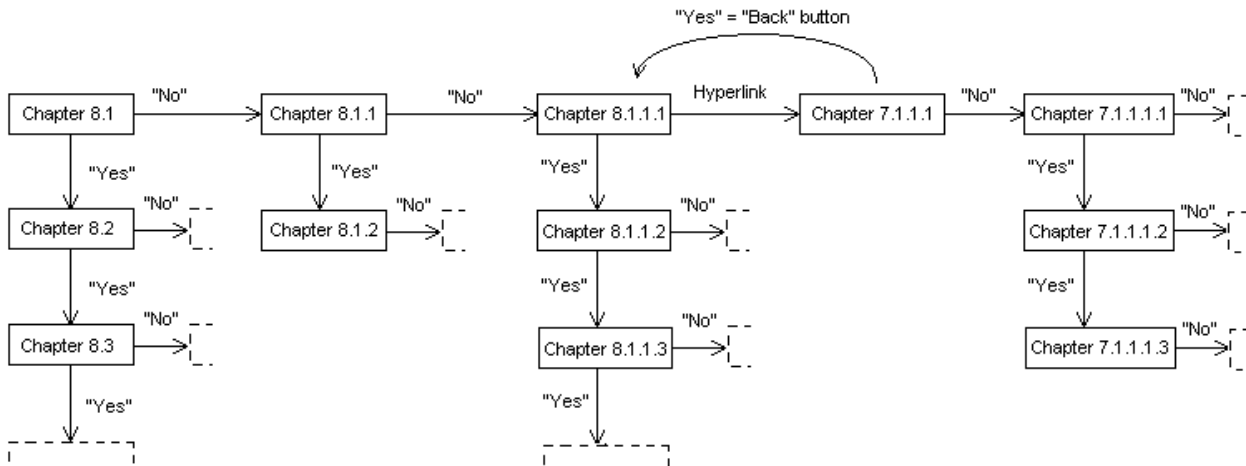 "Yes" = "Back" button
"No"
"No"
Hyperlink
"No"
"No"
Chapter 8.1
Chapter 8.1.1
Chapter 8.1.1.1
Chapter 7.1.1.1
Chapter 7.1.1.1.1
"Yes"
"Yes"
"Yes"
"Yes"
"No"
"No"
"No"
"No"
Chapter 8.2
Chapter 8.1.2
Chapter 8.1.1.2
Chapter 7.1.1.1.2
"Yes"
"Yes"
"Yes"
"No"
"No"
"No"
Chapter 8.3
Chapter 8.1.1.3
Chapter 7.1.1.1.3
"Yes"
"Yes"